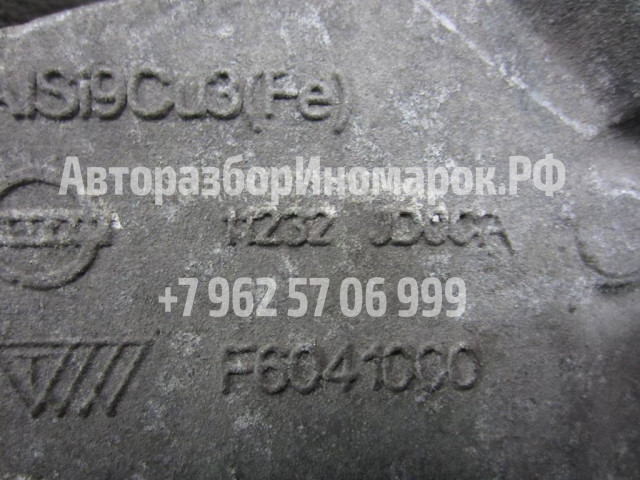 AlSi9Cu3(Fe)
АвторазборИномарок.РФ
11232 JD00A
+7 962 57 06 999
F6041000